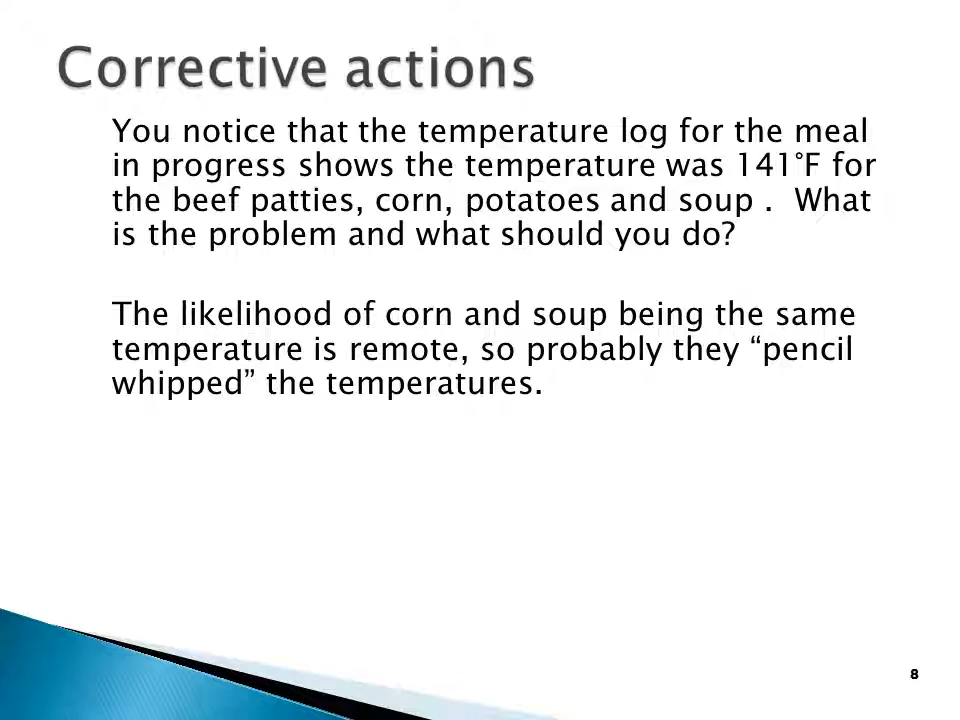 Corrective actions
You notice that the temperature log for the meal
in progress shows the temperature was 141°F for
the beef patties, corn, potatoes and soup .  What
is the problem and what should you do?
The likelihood of corn and soup being the same
temperature is remote, so probably they “pencil
whipped” the temperatures.
8